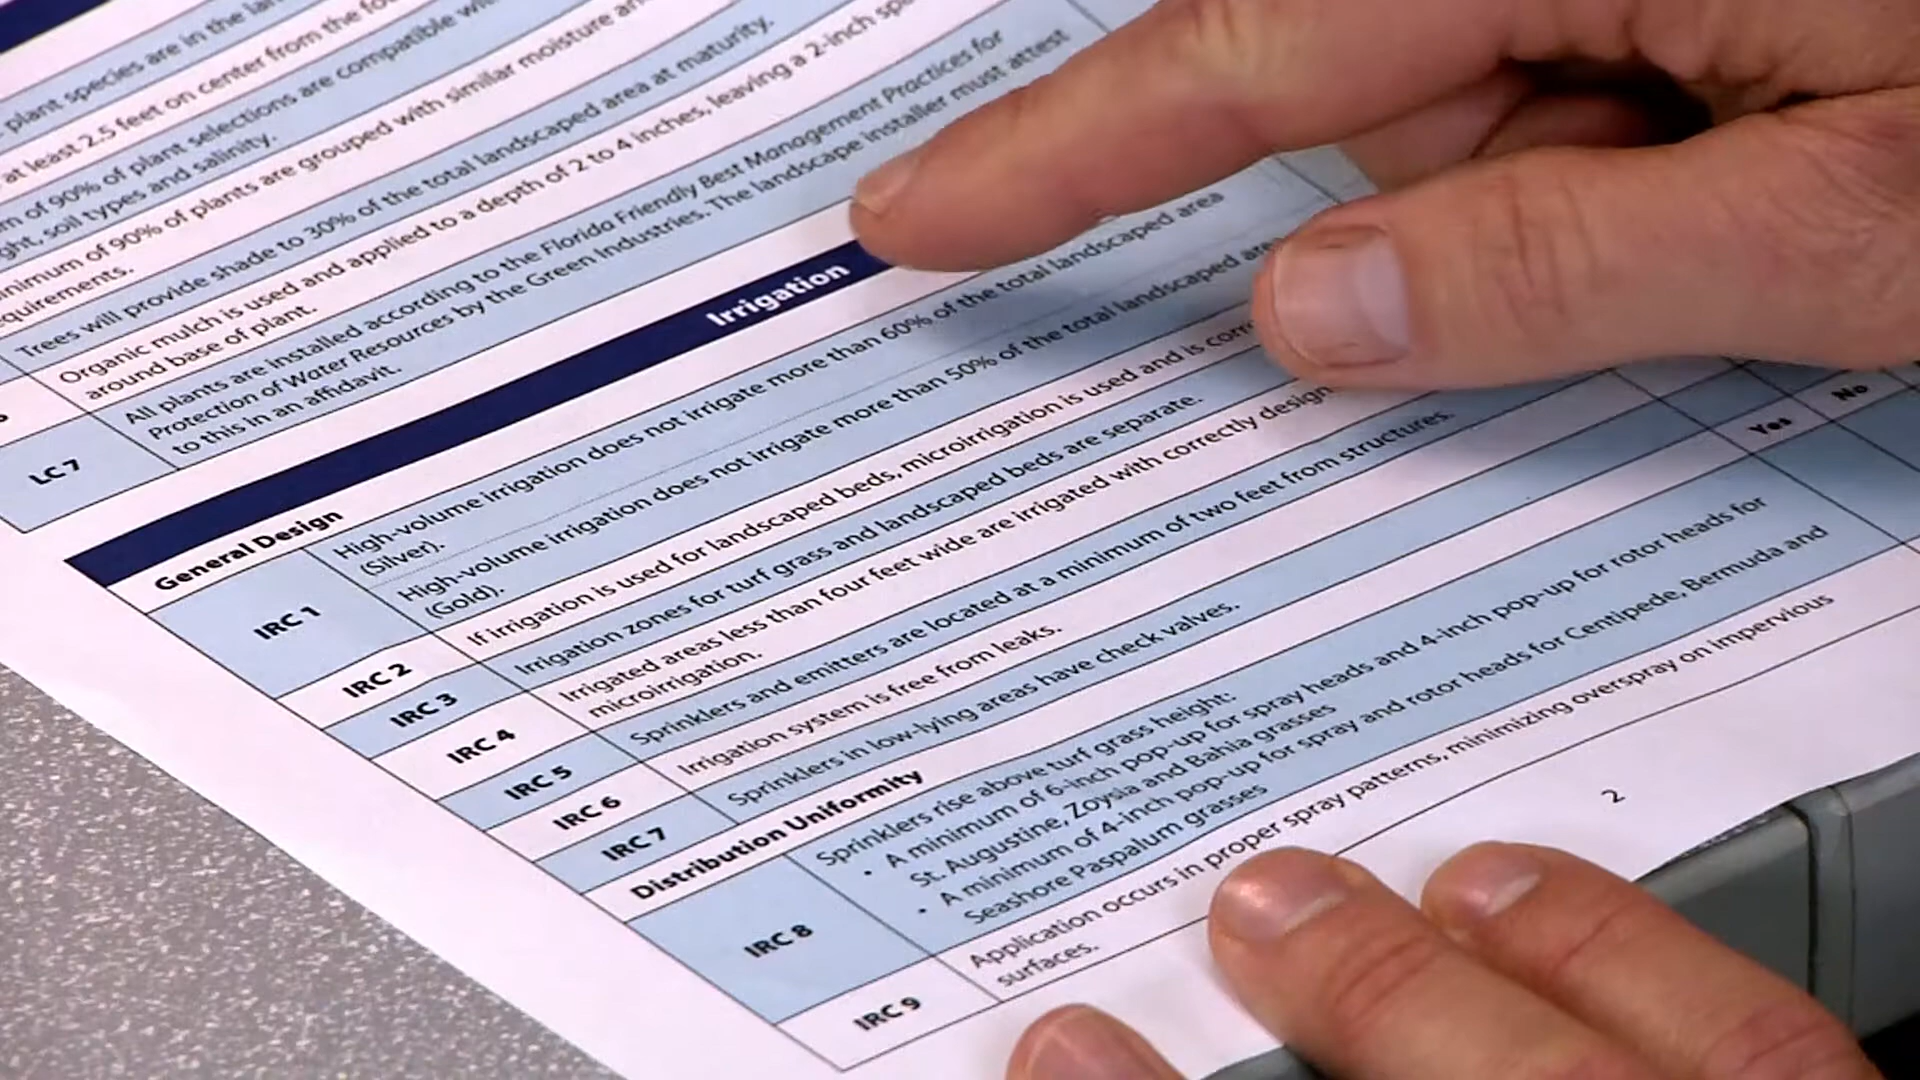 plant species are in the
at least 2.5 feet on center from the
of 90% of plant selections are compatible
soil types and salinity.
of 90% of plants are grouped with similar moisture
Trees will provide shade to 30% of the total landscaped area at maturity.
Organic mulch is used and applied to a depth of 2 to 4 inches, leaving a 2-inch
around base of plant.
LC 7
All plants are installed according to the Florida Friendly Best Management Practices for
Protection of Water Resources by the Green Industries. The landscape installer must attest
to this in an affidavit.
Irrigation
General Design
IRC 1
High-volume irrigation does not irrigate more than 60% of the total landscaped area
(Silver).
High-volume irrigation does not irrigate more than 50% of the total landscaped area
(Gold).
IRC 2
If irrigation is used for landscaped beds, microirrigation is used and is
IRC 3
Irrigation zones for turf grass and landscaped beds are separate.
IRC 4
Irrigated areas less than four feet wide are irrigated with correctly design
microirrigation.
IRC 5
Sprinklers and emitters are located at a minimum of two feet from structures.
IRC 6
Irrigation system is free from leaks.
IRC 7
Sprinklers in low-lying areas have check valves.
Distribution Uniformity
Yes No
IRC 8
Sprinklers rise above turf grass height:
• A minimum of 6-inch pop-up for spray heads and 4-inch pop-up for rotor heads for
St. Augustine, Zoysia and Bahia grasses
• A minimum of 4-inch pop-up for spray and rotor heads for Centipede, Bermuda and
Seashore Paspalum grasses
IRC 9
Application occurs in proper spray patterns, minimizing overspray on impervious
surfaces.
2